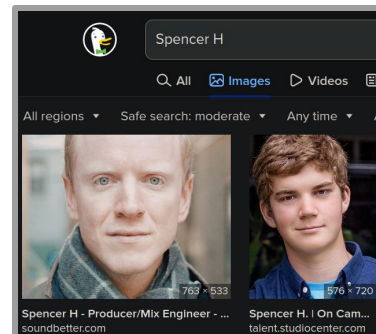 Spencer H
All Images Videos
All regions Safe search: moderate Any time
763 × 533 576 × 720
Spencer H - Producer/Mix Engineer - ... Spencer H. | On Cam...
soundbetter.com talent.studiocenter.com